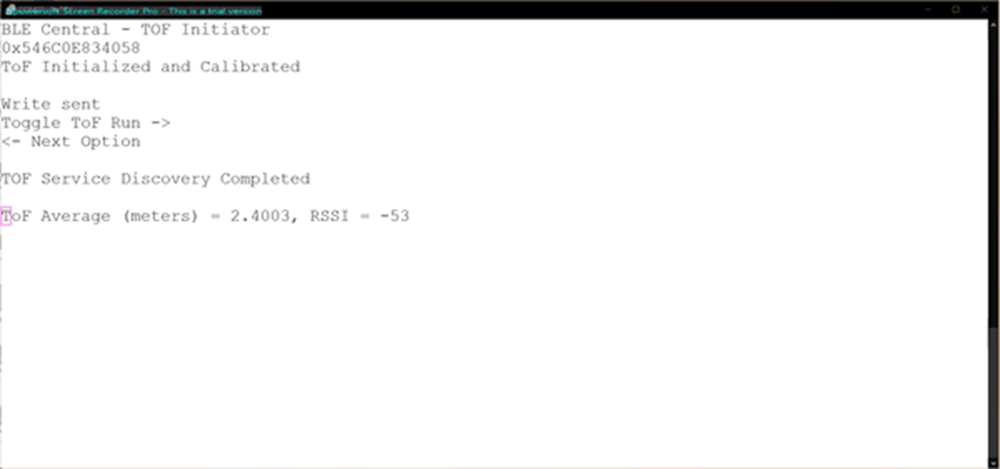 Apowersoft Screen Recorder Pro - This is a trial version
BLE Central - TOF Initiator
0x546C0E834058
ToF Initialized and Calibrated
Write sent
Toggle ToF Run ->
<- Next Option
TOF Service Discovery Completed
ToF Average (meters) = 2.4003, RSSI = -53